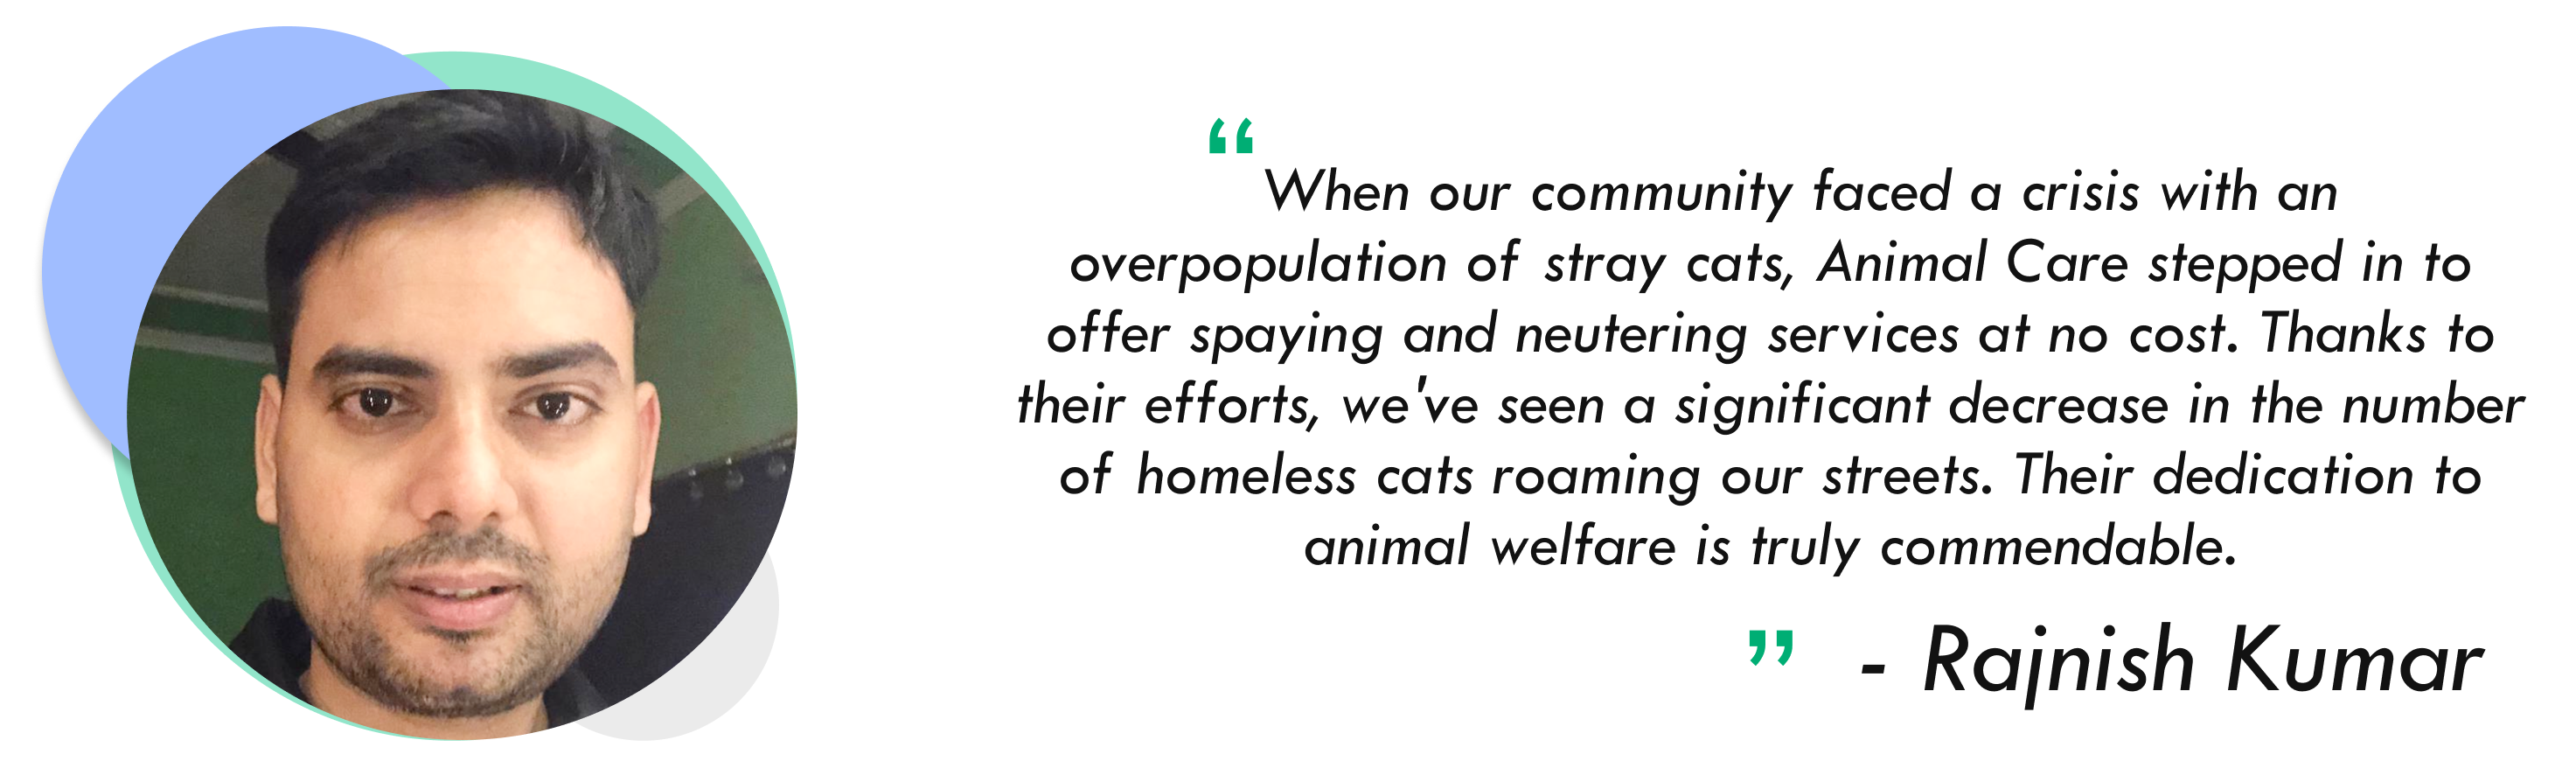 “
When our community faced a crisis with an
overpopulation of stray cats, Animal Care stepped in to
offer spaying and neutering services at no cost. Thanks to
their efforts, we've seen a significant decrease in the number
of homeless cats roaming our streets. Their dedication to
animal welfare is truly commendable.
” - Rajnish Kumar